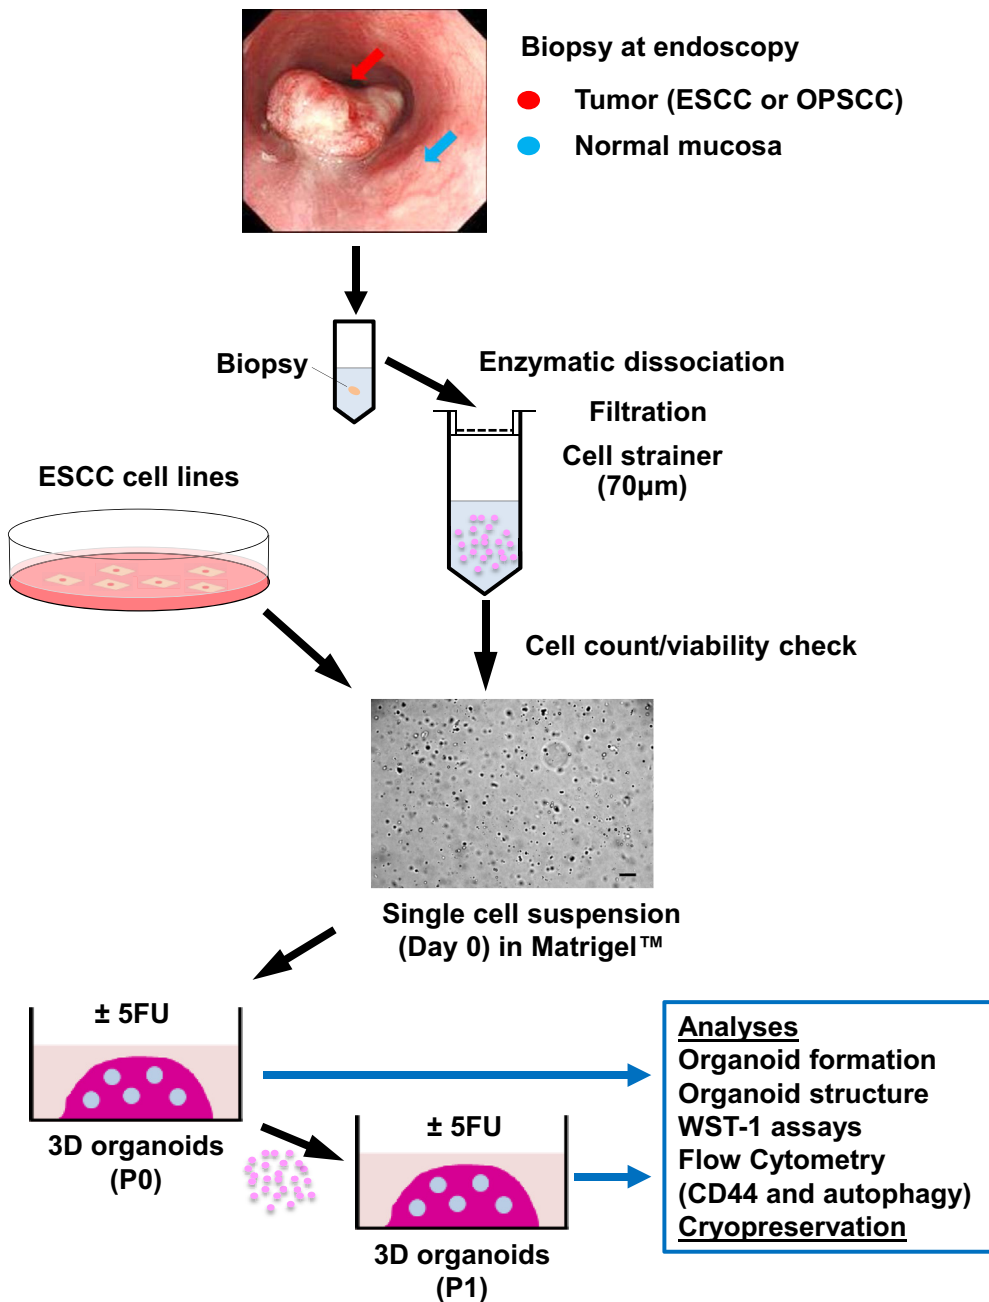 Biopsy at endoscopy
Tumor (ESCC or OPSCC)
Normal mucosa
Biopsy
Enzymatic dissociation
Filtration
Cell strainer
(70µm)
ESCC cell lines
Cell count/viability check
Single cell suspension
(Day 0) in Matrigel™
± 5FU
3D organoids
(P0)
± 5FU
3D organoids
(P1)
Analyses
Organoid formation
Organoid structure
WST-1 assays
Flow Cytometry
(CD44 and autophagy)
Cryopreservation